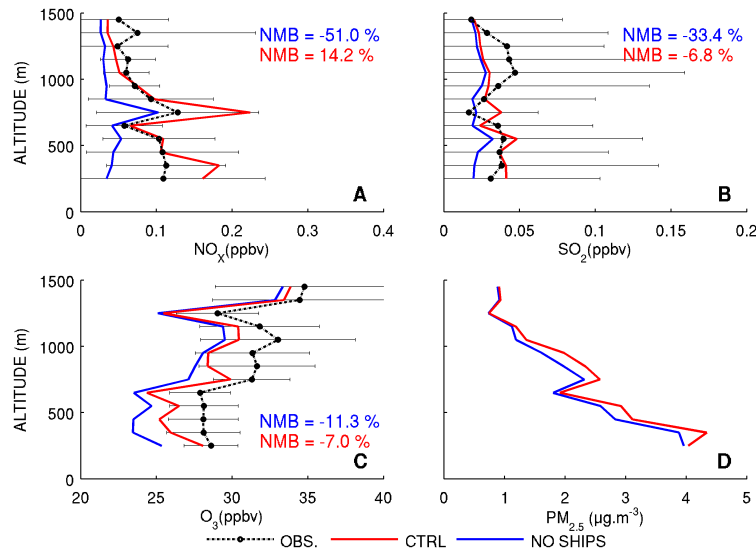 1500
1000
500
0
ALTITUDE (m)
NMB = -51.0 %
NMB = 14.2 %
A
0 0.1 0.2 0.3 0.4
NOX(ppbv)
NMB = -33.4 %
NMB = -6.8 %
B
0 0.05 0.1 0.15 0.2
SO2(ppbv)
1500
1000
500
0
ALTITUDE (m)
NMB = -11.3 %
NMB = -7.0 %
C
20 25 30 35 40
O3(ppbv)
D
0 1 2 3 4 5
PM2.5 (µg.m-3)
OBS. CTRL NO SHIPS